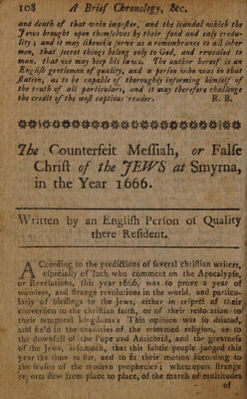 108 A Brief Chronology, &c.
and death of that vain impostor, and the scandal which the
Jews brought upon themselves by their fond and easy credu-
lity; and it may likewise serve as a remembrance to all sober
men, that secret things belong only to God, and revealed to
man, that we may keep his laws. The author hereof is an
English gentleman of quality, and a person who was in that
station, as to be capable of thoroughly informing himself of
the truth of all particulars, and it may therefore challenge
the credit of the most captious reader. R. B.
The Counterfeit Messiah, or False
Christ of the JEWS at Smyrna,
in the Year 1666.
Written by an English Person of Quality
there Resident.
ACcording to the predictions of several christian writers,
especially of such who comment on the Apocalypse,
or Revelations, this year 1666, was to prove a year of
wonders, and strange revolutions in the world, and particu-
larly of blessings to the Jews, either in respect of their
conversion to the christian faith, or of their restoration to
their temporal kingdoms: This opinion was so dilated,
and fix'd in the countries of the reformed religion, as to
the downfall of the Pope and Antichrist, and the greatness
of the Jews, insomuch, that this subtle people judged this
year the time to stir, and to fit their motion according to
the season of the modern prophecies; whereupon strange
reports flew from place to place, of the march of multitudes
of